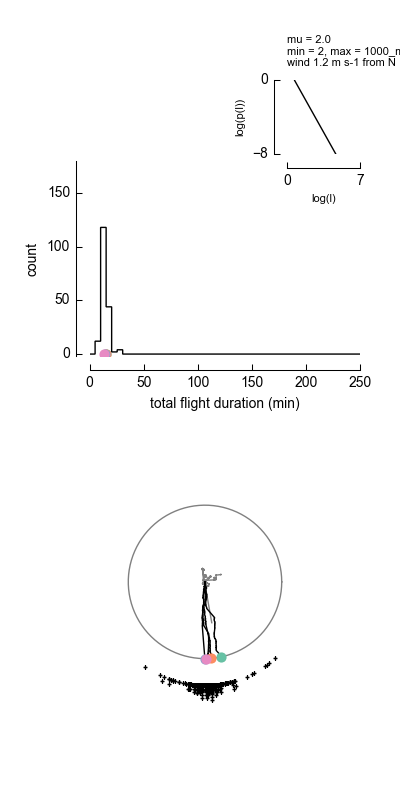 mu = 2.0
min = 2, max = 1000_m
wind 1.2 m s-1 from N
0
log(p(l))
−8
0 7
log(l)
150
100
count
50
0
0 50 100 150 200 250
total flight duration (min)